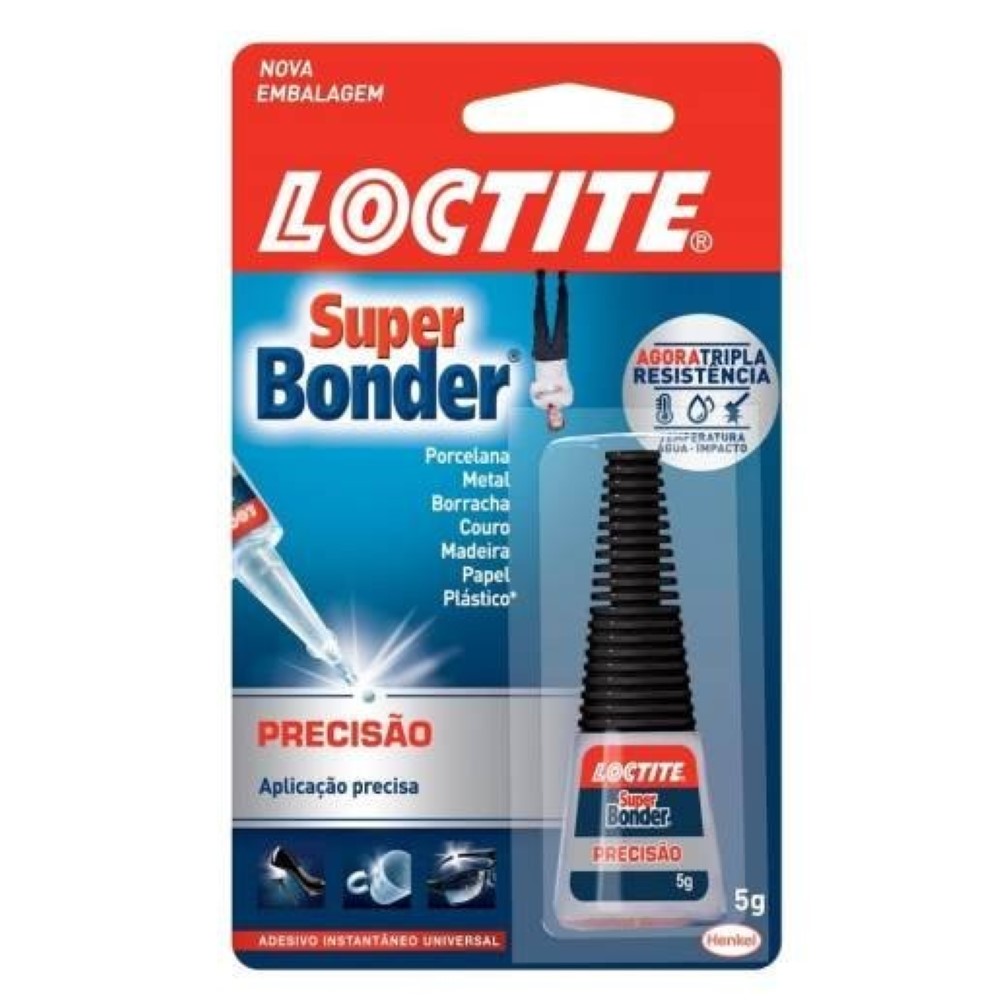 NOVA
EMBALAGEM
LOCTITE®
Super
Bonder®
AGORA TRIPLA
RESISTÊNCIA
TEMPERATURA
ÁGUA - IMPACTO
Porcelana
Metal
Borracha
Couro
Madeira
Papel
Plástico*
PRECISÃO
Aplicação precisa
LOCTITE
Super
Bonder
PRECISÃO
5g
5g
ADESIVO INSTANTÂNEO UNIVERSAL
Henkel